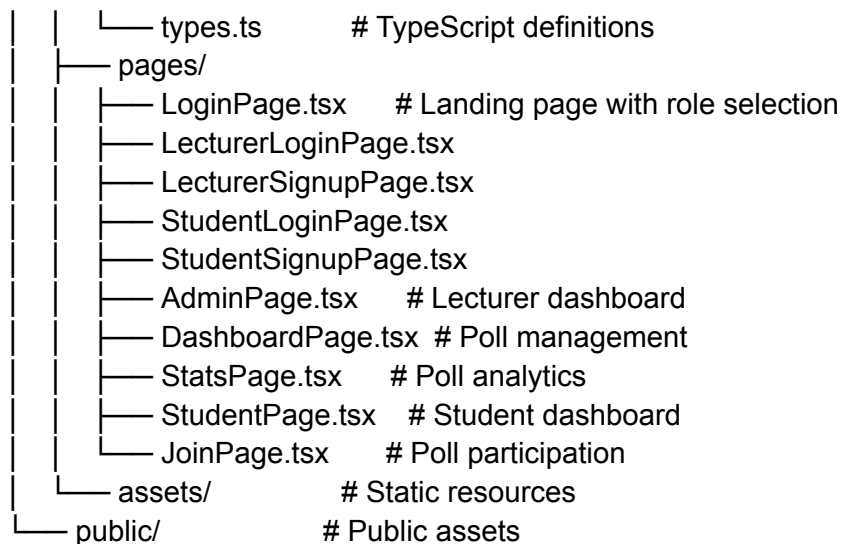 │ │ └── types.ts # TypeScript definitions
│ ├── pages/
│ │ ├── LoginPage.tsx # Landing page with role selection
│ │ ├── LecturerLoginPage.tsx
│ │ ├── LecturerSignupPage.tsx
│ │ ├── StudentLoginPage.tsx
│ │ ├── StudentSignupPage.tsx
│ │ ├── AdminPage.tsx # Lecturer dashboard
│ │ ├── DashboardPage.tsx # Poll management
│ │ ├── StatsPage.tsx # Poll analytics
│ │ ├── StudentPage.tsx # Student dashboard
│ │ └── JoinPage.tsx # Poll participation
│ └── assets/ # Static resources
└── public/ # Public assets